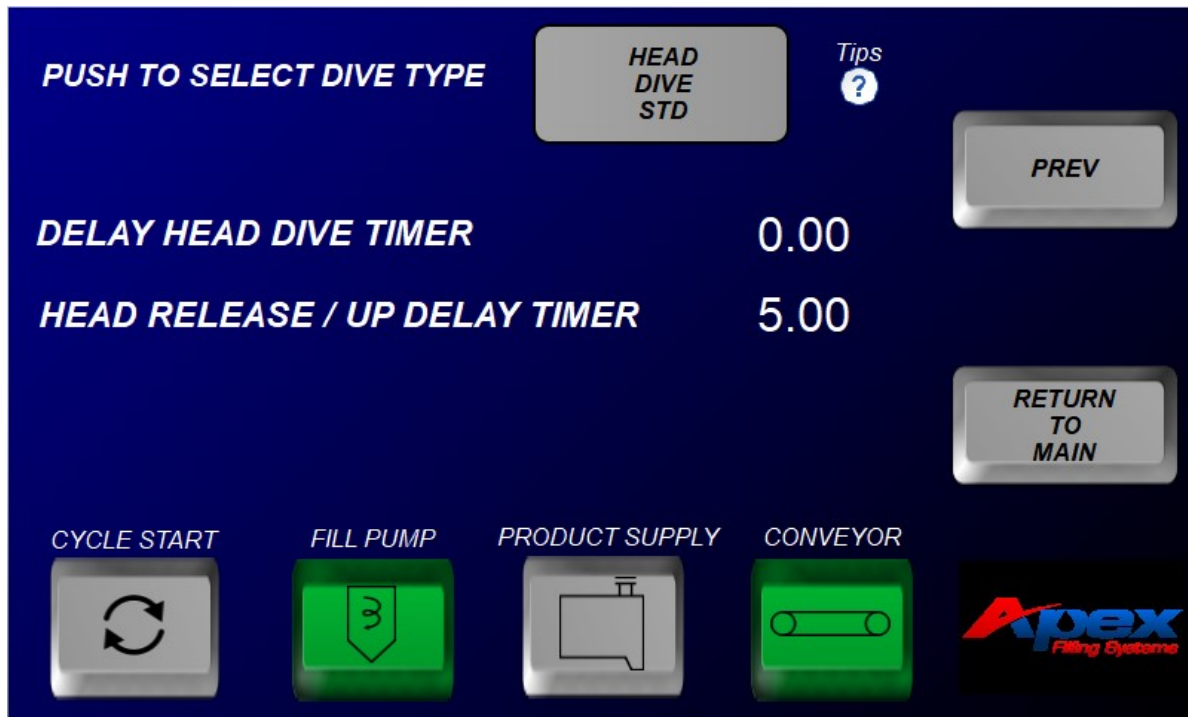 PUSH TO SELECT DIVE TYPE
HEAD
DIVE
STD
Tips
?
PREV
DELAY HEAD DIVE TIMER 0.00
HEAD RELEASE / UP DELAY TIMER 5.00
RETURN
TO
MAIN
CYCLE START
FILL PUMP
PRODUCT SUPPLY
CONVEYOR
Apex
Filling Systems